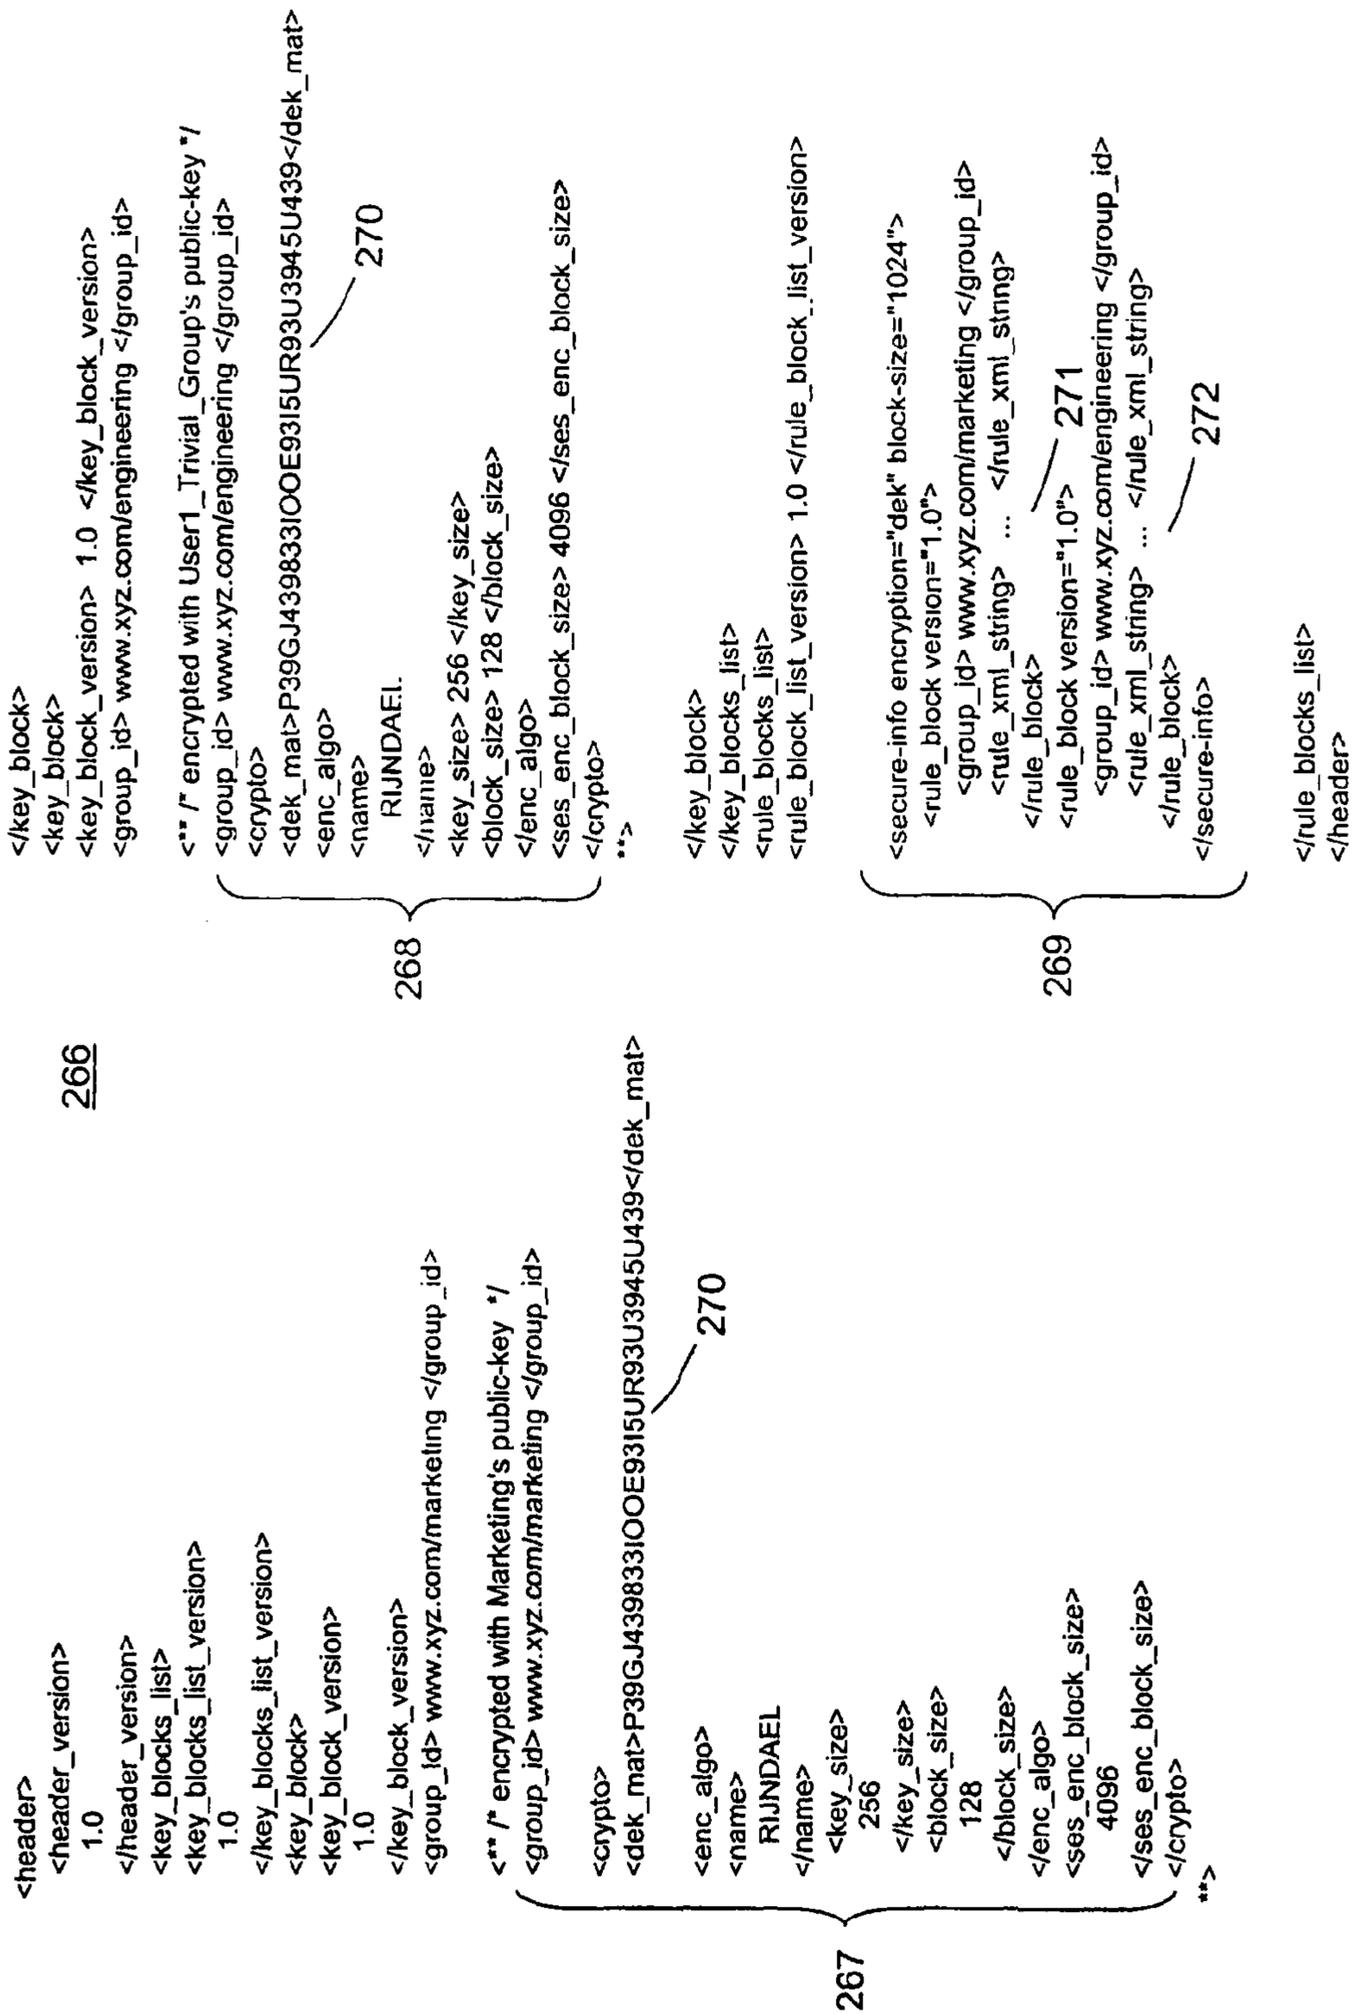 266
<header>
<header_version>
1.0
</header_version>
<key_blocks_list>
<key_blocks_list_version>
1.0
</key_blocks_list_version>
<key_block>
<key_block_version>
1.0
</key_block_version>
<group_id> www.xyz.com/marketing </group_id>
<** /* encrypted with Marketing's public-key */
<group_id> www.xyz.com/marketing </group_id>
<crypto>
<dek_mat>P39GJ439833IOOE93I5UR93U3945U439</dek_mat>
270
<enc_algo>
<name>
RIJNDAEL
</name>
<key_size>
256
</key_size>
<block_size>
128
</block_size>
</enc_algo>
<ses_enc_block_size>
4096
</ses_enc_block_size>
</crypto>
**>
267
</key_block>
<key_block>
<key_block_version> 1.0 </key_block_version>
<group_id> www.xyz.com/engineering </group_id>
<** /* encrypted with User1_Trivial_Group's public-key */
<group_id> www.xyz.com/engineering </group_id>
<crypto>
<dek_mat>P39GJ439833IOOE93I5UR93U3945U439</dek_mat>
270
<enc_algo>
<name>
RIJNDAEL
</name>
<key_size> 256 </key_size>
<block_size> 128 </block_size>
</enc_algo>
<ses_enc_block_size> 4096 </ses_enc_block_size>
</crypto>
**>
268
</key_block>
</key_blocks_list>
<rule_blocks_list>
<rule_block_list_version> 1.0 </rule_block_list_version>
<secure-info encryption="dek" block-size="1024">
<rule_block version="1.0">
<group_id> www.xyz.com/marketing </group_id>
<rule_xml_string> ... </rule_xml_string>
</rule_block>
271
<rule_block version="1.0">
<group_id> www.xyz.com/engineering </group_id>
<rule_xml_string> ... </rule_xml_string>
</rule_block>
272
</secure-info>
269
</rule_blocks_list>
</header>